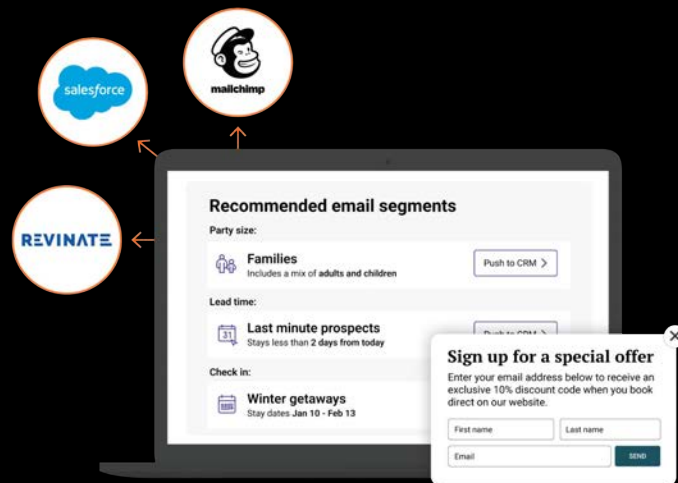 salesforce
mailchimp
REVINATE
Recommended email segments
Party size:
Families
Includes a mix of adults and children
Push to CRM >
Lead time:
Last minute prospects
Stays less than 2 days from today
Push to CRM >
Check in:
Winter getaways
Stay dates Jan 10 - Feb 13
Sign up for a special offer
Enter your email address below to receive an
exclusive 10% discount code when you book
direct on our website.
First name
Last name
Email
SEND